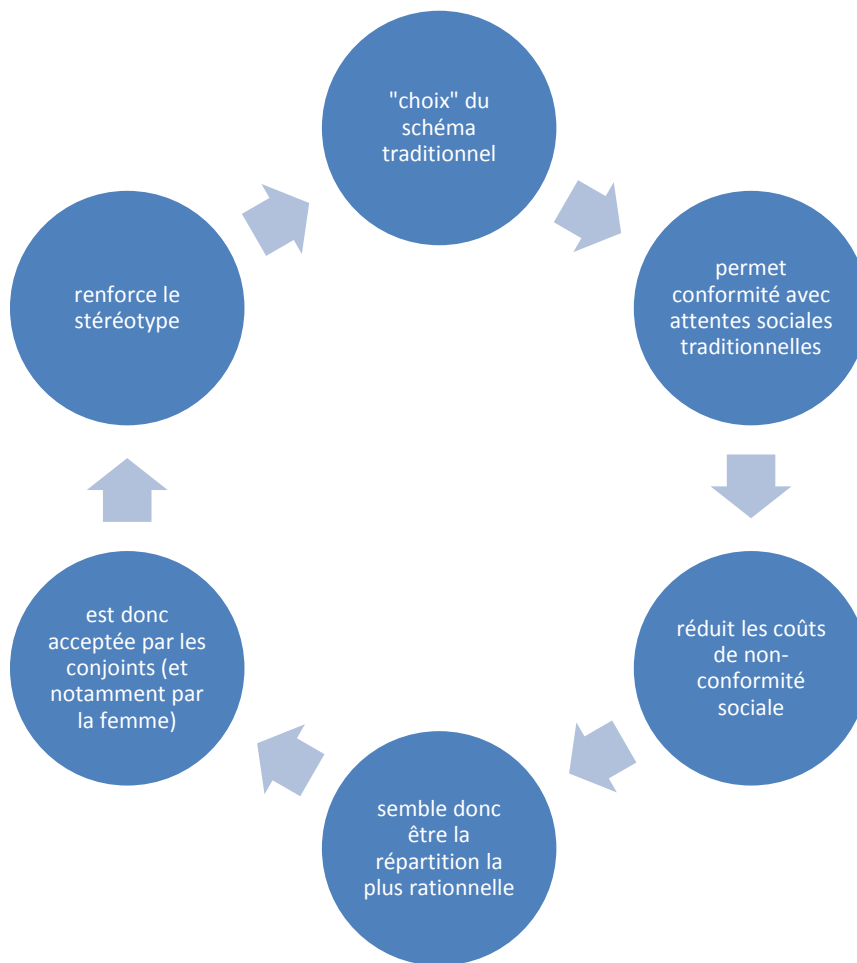 "choix" du
schéma
traditionnel
permet
conformité avec
attentes sociales
traditionnelles
réduit les coûts
de non-
conformité
sociale
semble donc
être la
répartition la
plus rationnelle
est donc
acceptée par les
conjoints (et
notamment par
la femme)
renforce le
stéréotype